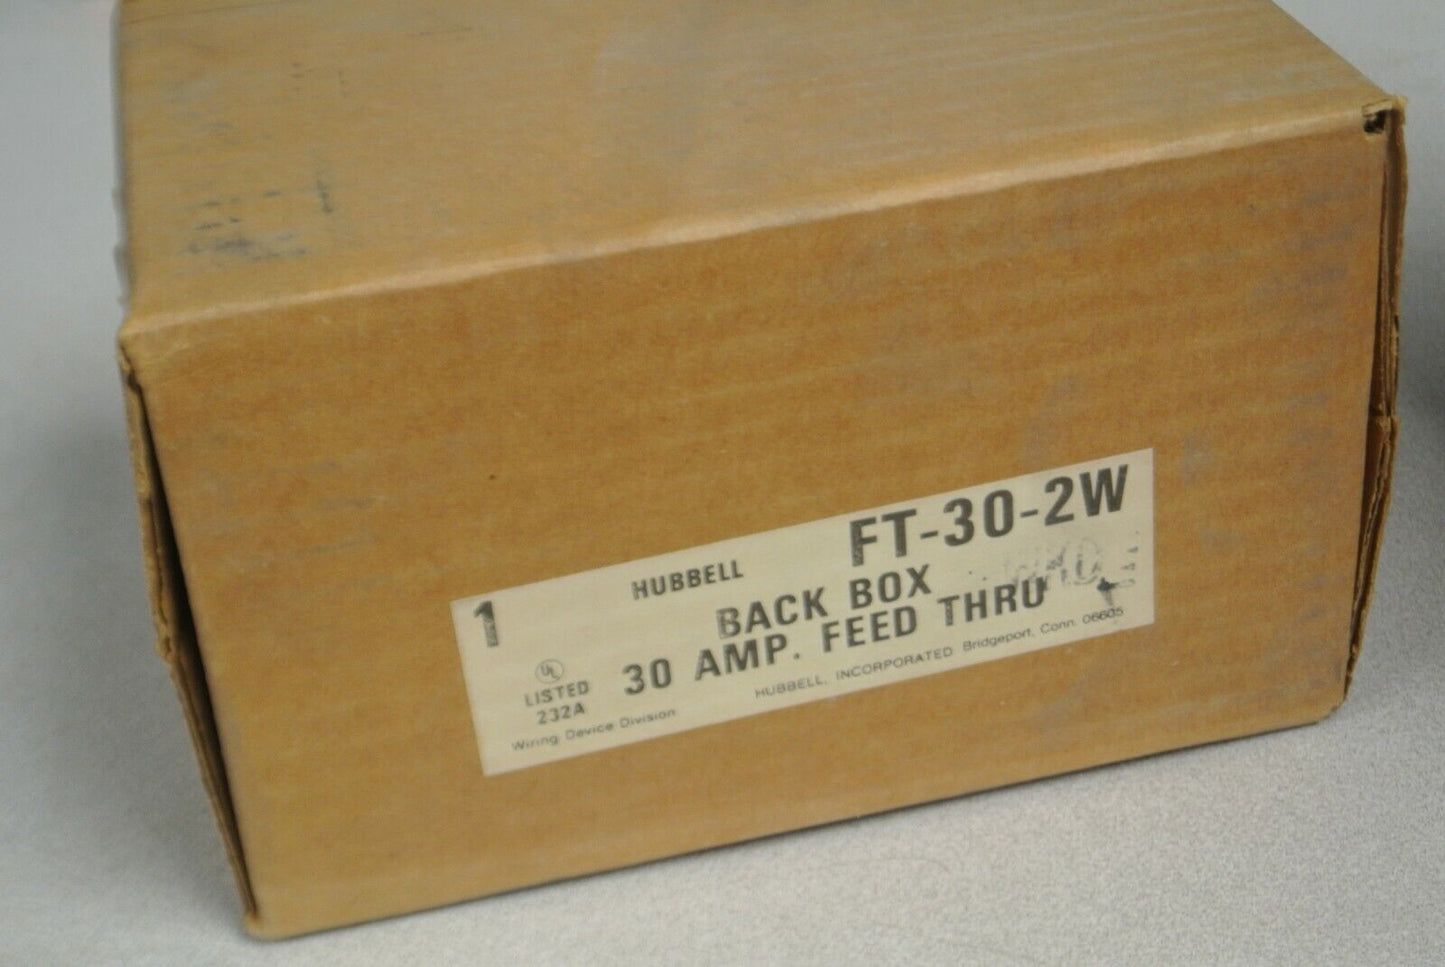 1 HUBBELL FT-30-2W
BACK BOX
30 AMP. FEED THRU
UL
LISTED
232A
HUBBELL, INCORPORATED. Bridgeport, Conn. 06605
Wiring Device Division